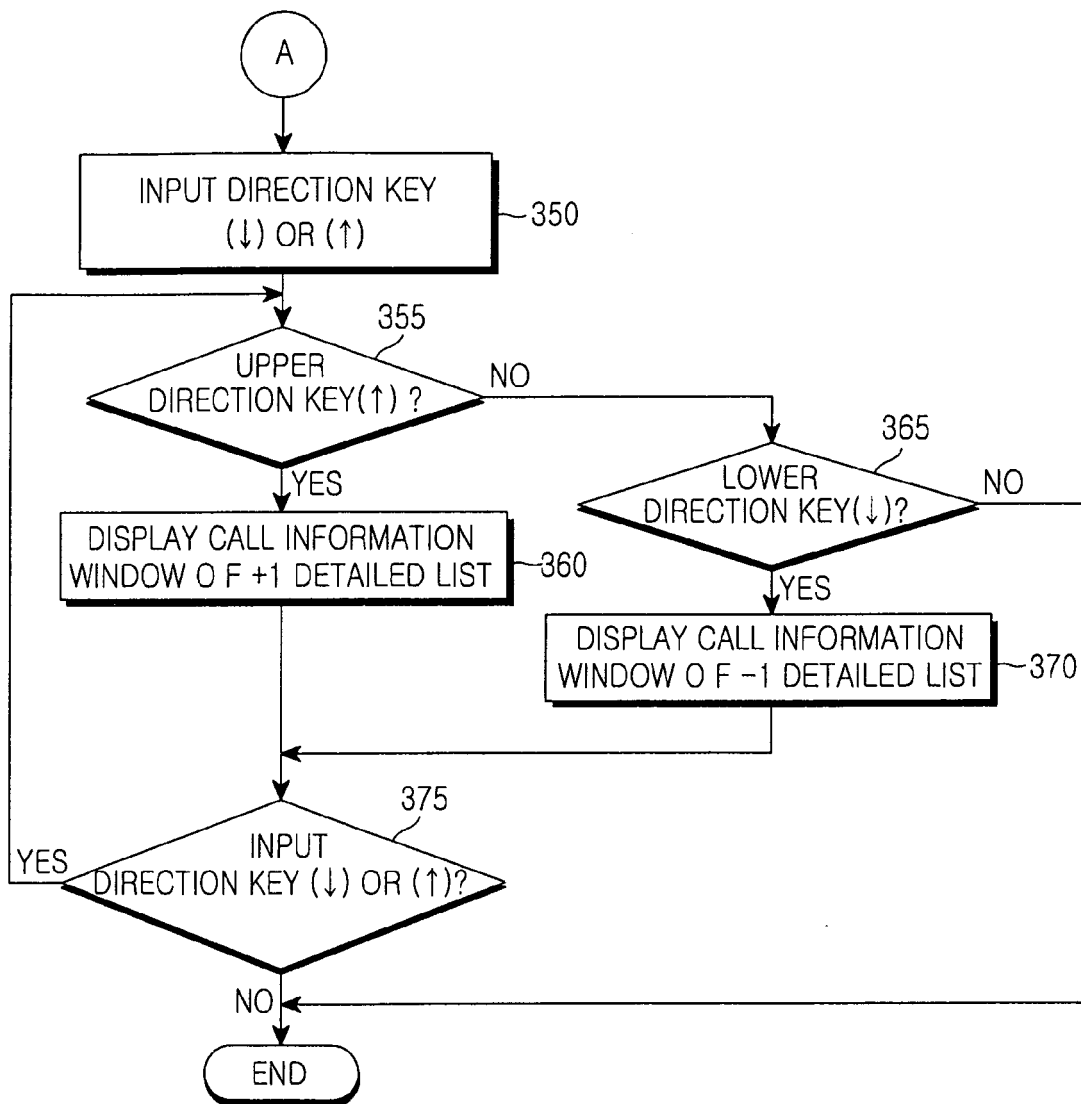 A
INPUT DIRECTION KEY
(↓) OR (↑)
350
355
UPPER
DIRECTION KEY(↑) ?
NO
YES
365
LOWER
DIRECTION KEY(↓)?
NO
YES
DISPLAY CALL INFORMATION
WINDOW O F +1 DETAILED LIST
360
DISPLAY CALL INFORMATION
WINDOW O F −1 DETAILED LIST
370
375
INPUT
DIRECTION KEY (↓) OR (↑)?
YES
NO
END